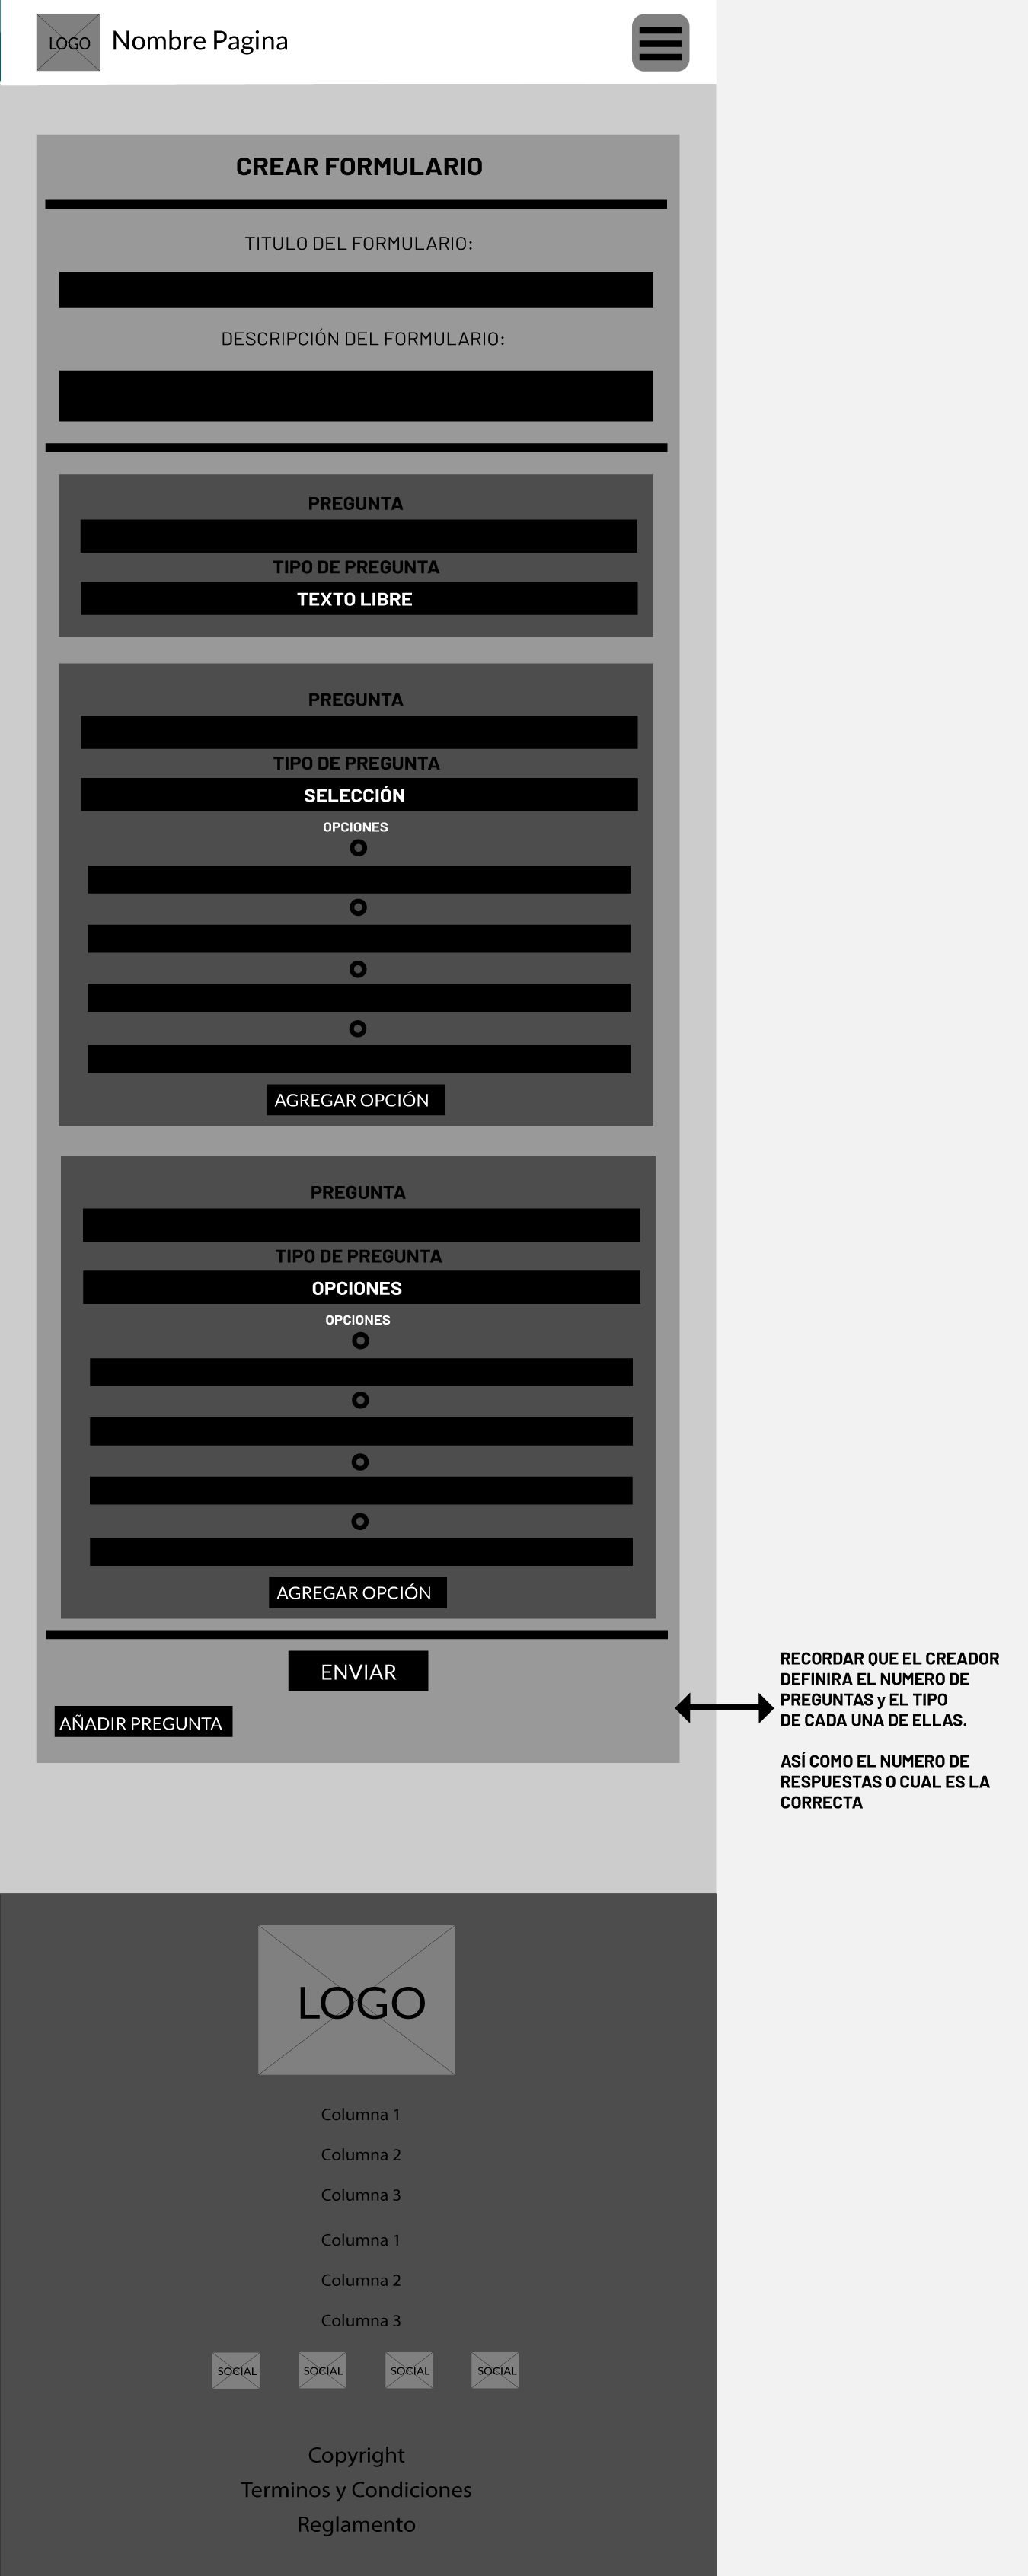 LOGO
Nombre Pagina
CREAR FORMULARIO
TITULO DEL FORMULARIO:
DESCRIPCIÓN DEL FORMULARIO:
PREGUNTA
TIPO DE PREGUNTA
TEXTO LIBRE
PREGUNTA
TIPO DE PREGUNTA
SELECCIÓN
OPCIONES
AGREGAR OPCIÓN
PREGUNTA
TIPO DE PREGUNTA
OPCIONES
OPCIONES
AGREGAR OPCIÓN
ENVIAR
AÑADIR PREGUNTA
RECORDAR QUE EL CREADOR
DEFINIRA EL NUMERO DE
PREGUNTAS y EL TIPO
DE CADA UNA DE ELLAS.
ASÍ COMO EL NUMERO DE
RESPUESTAS O CUAL ES LA
CORRECTA
LOGO
Columna 1
Columna 2
Columna 3
Columna 1
Columna 2
Columna 3
SOCIAL SOCIAL SOCIAL SOCIAL
Copyright
Terminos y Condiciones
Reglamento